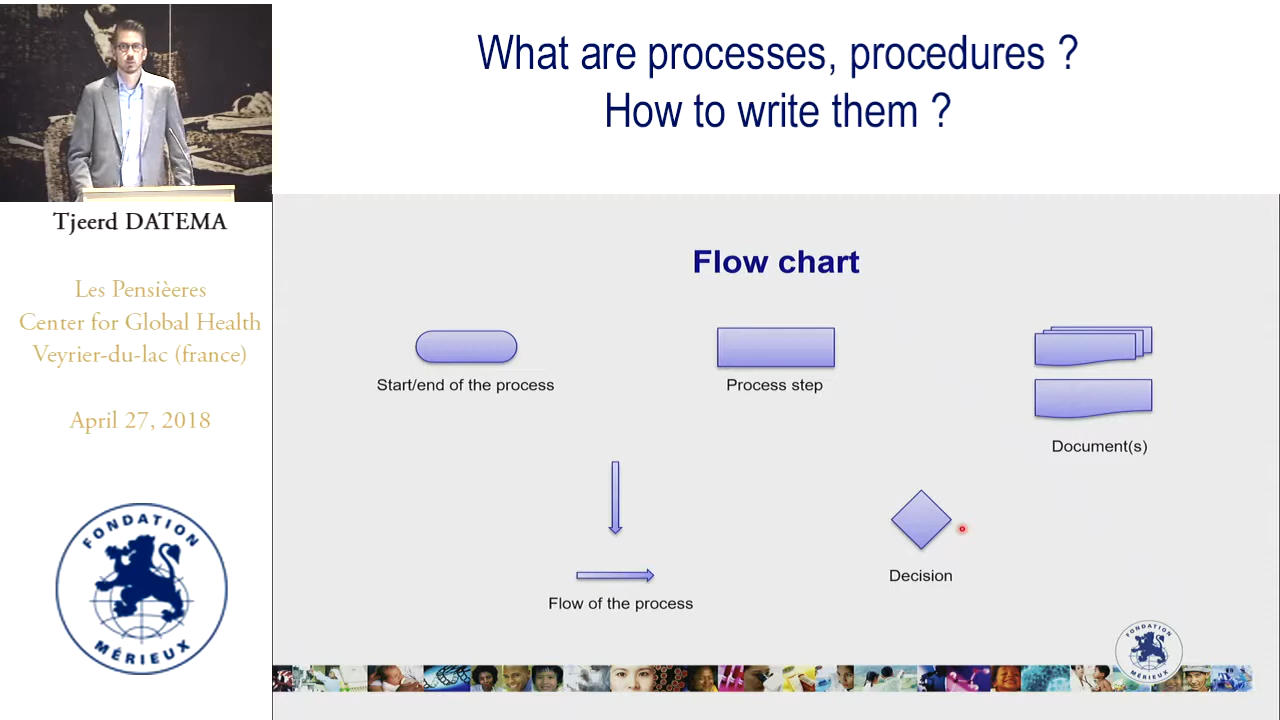 What are processes, procedures ?
How to write them ?
Tjeerd DATEMA
Les Pensièeres
Center for Global Health
Veyrier-du-lac (france)
April 27, 2018
FONDATION
MÉRIEUX
Flow chart
Start/end of the process
Process step
Document(s)
Flow of the process
Decision
FONDATION
MÉRIEUX